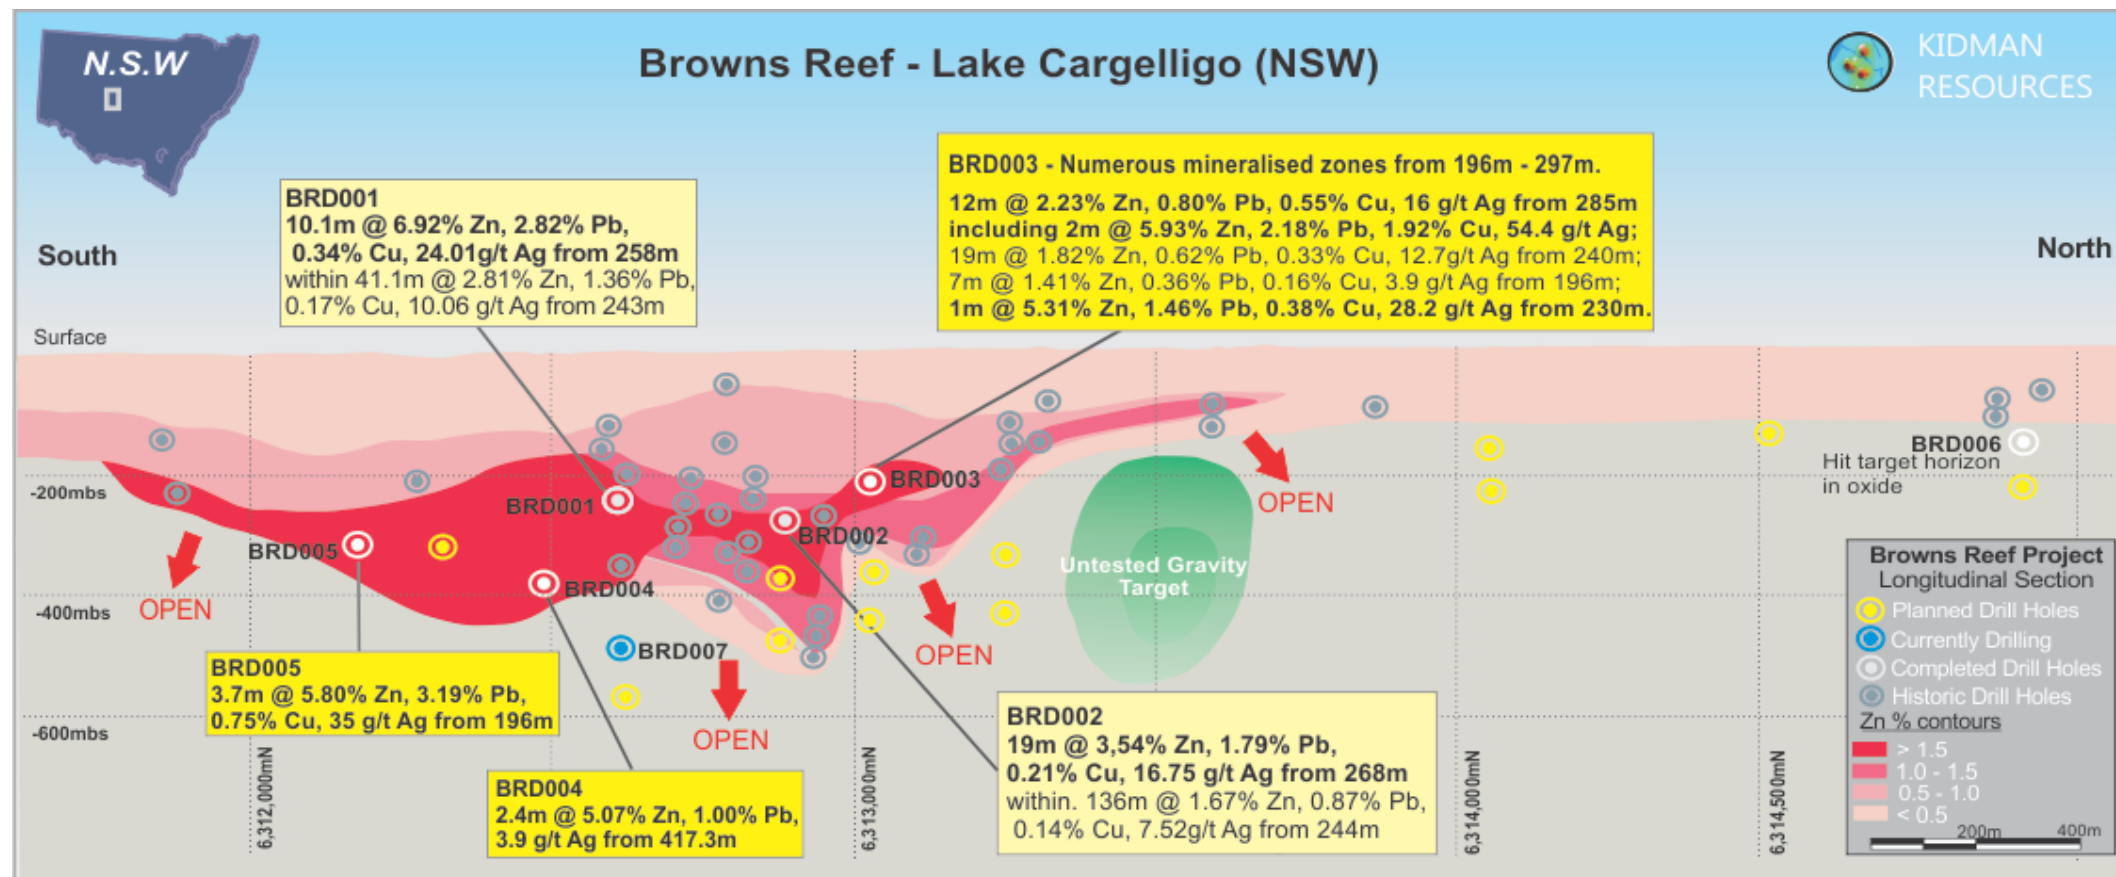 N.S.W
Browns Reef - Lake Cargelligo (NSW)
KIDMAN
RESOURCES
South
North
BRD001
10.1m @ 6.92% Zn, 2.82% Pb,
0.34% Cu, 24.01g/t Ag from 258m
within 41.1m @ 2.81% Zn, 1.36% Pb,
0.17% Cu, 10.06 g/t Ag from 243m
BRD003 - Numerous mineralised zones from 196m - 297m.
12m @ 2.23% Zn, 0.80% Pb, 0.55% Cu, 16 g/t Ag from 285m
including 2m @ 5.93% Zn, 2.18% Pb, 1.92% Cu, 54.4 g/t Ag;
19m @ 1.82% Zn, 0.62% Pb, 0.33% Cu, 12.7g/t Ag from 240m;
7m @ 1.41% Zn, 0.36% Pb, 0.16% Cu, 3.9 g/t Ag from 196m;
1m @ 5.31% Zn, 1.46% Pb, 0.38% Cu, 28.2 g/t Ag from 230m.
Surface
-200mbs
-400mbs
-600mbs
BRD001
BRD003
BRD002
BRD005
BRD004
BRD007
BRD006
Hit target horizon
in oxide
OPEN
OPEN
OPEN
OPEN
Untested Gravity
Target
BRD005
3.7m @ 5.80% Zn, 3.19% Pb,
0.75% Cu, 35 g/t Ag from 196m
BRD004
2.4m @ 5.07% Zn, 1.00% Pb,
3.9 g/t Ag from 417.3m
BRD002
19m @ 3,54% Zn, 1.79% Pb,
0.21% Cu, 16.75 g/t Ag from 268m
within. 136m @ 1.67% Zn, 0.87% Pb,
0.14% Cu, 7.52g/t Ag from 244m
6,312,000mN
6,313,000mN
6,314,000mN
6,314,500mN
Browns Reef Project
Longitudinal Section
Planned Drill Holes
Currently Drilling
Completed Drill Holes
Historic Drill Holes
Zn % contours
> 1.5
1.0 - 1.5
0.5 - 1.0
< 0.5
200m 400m